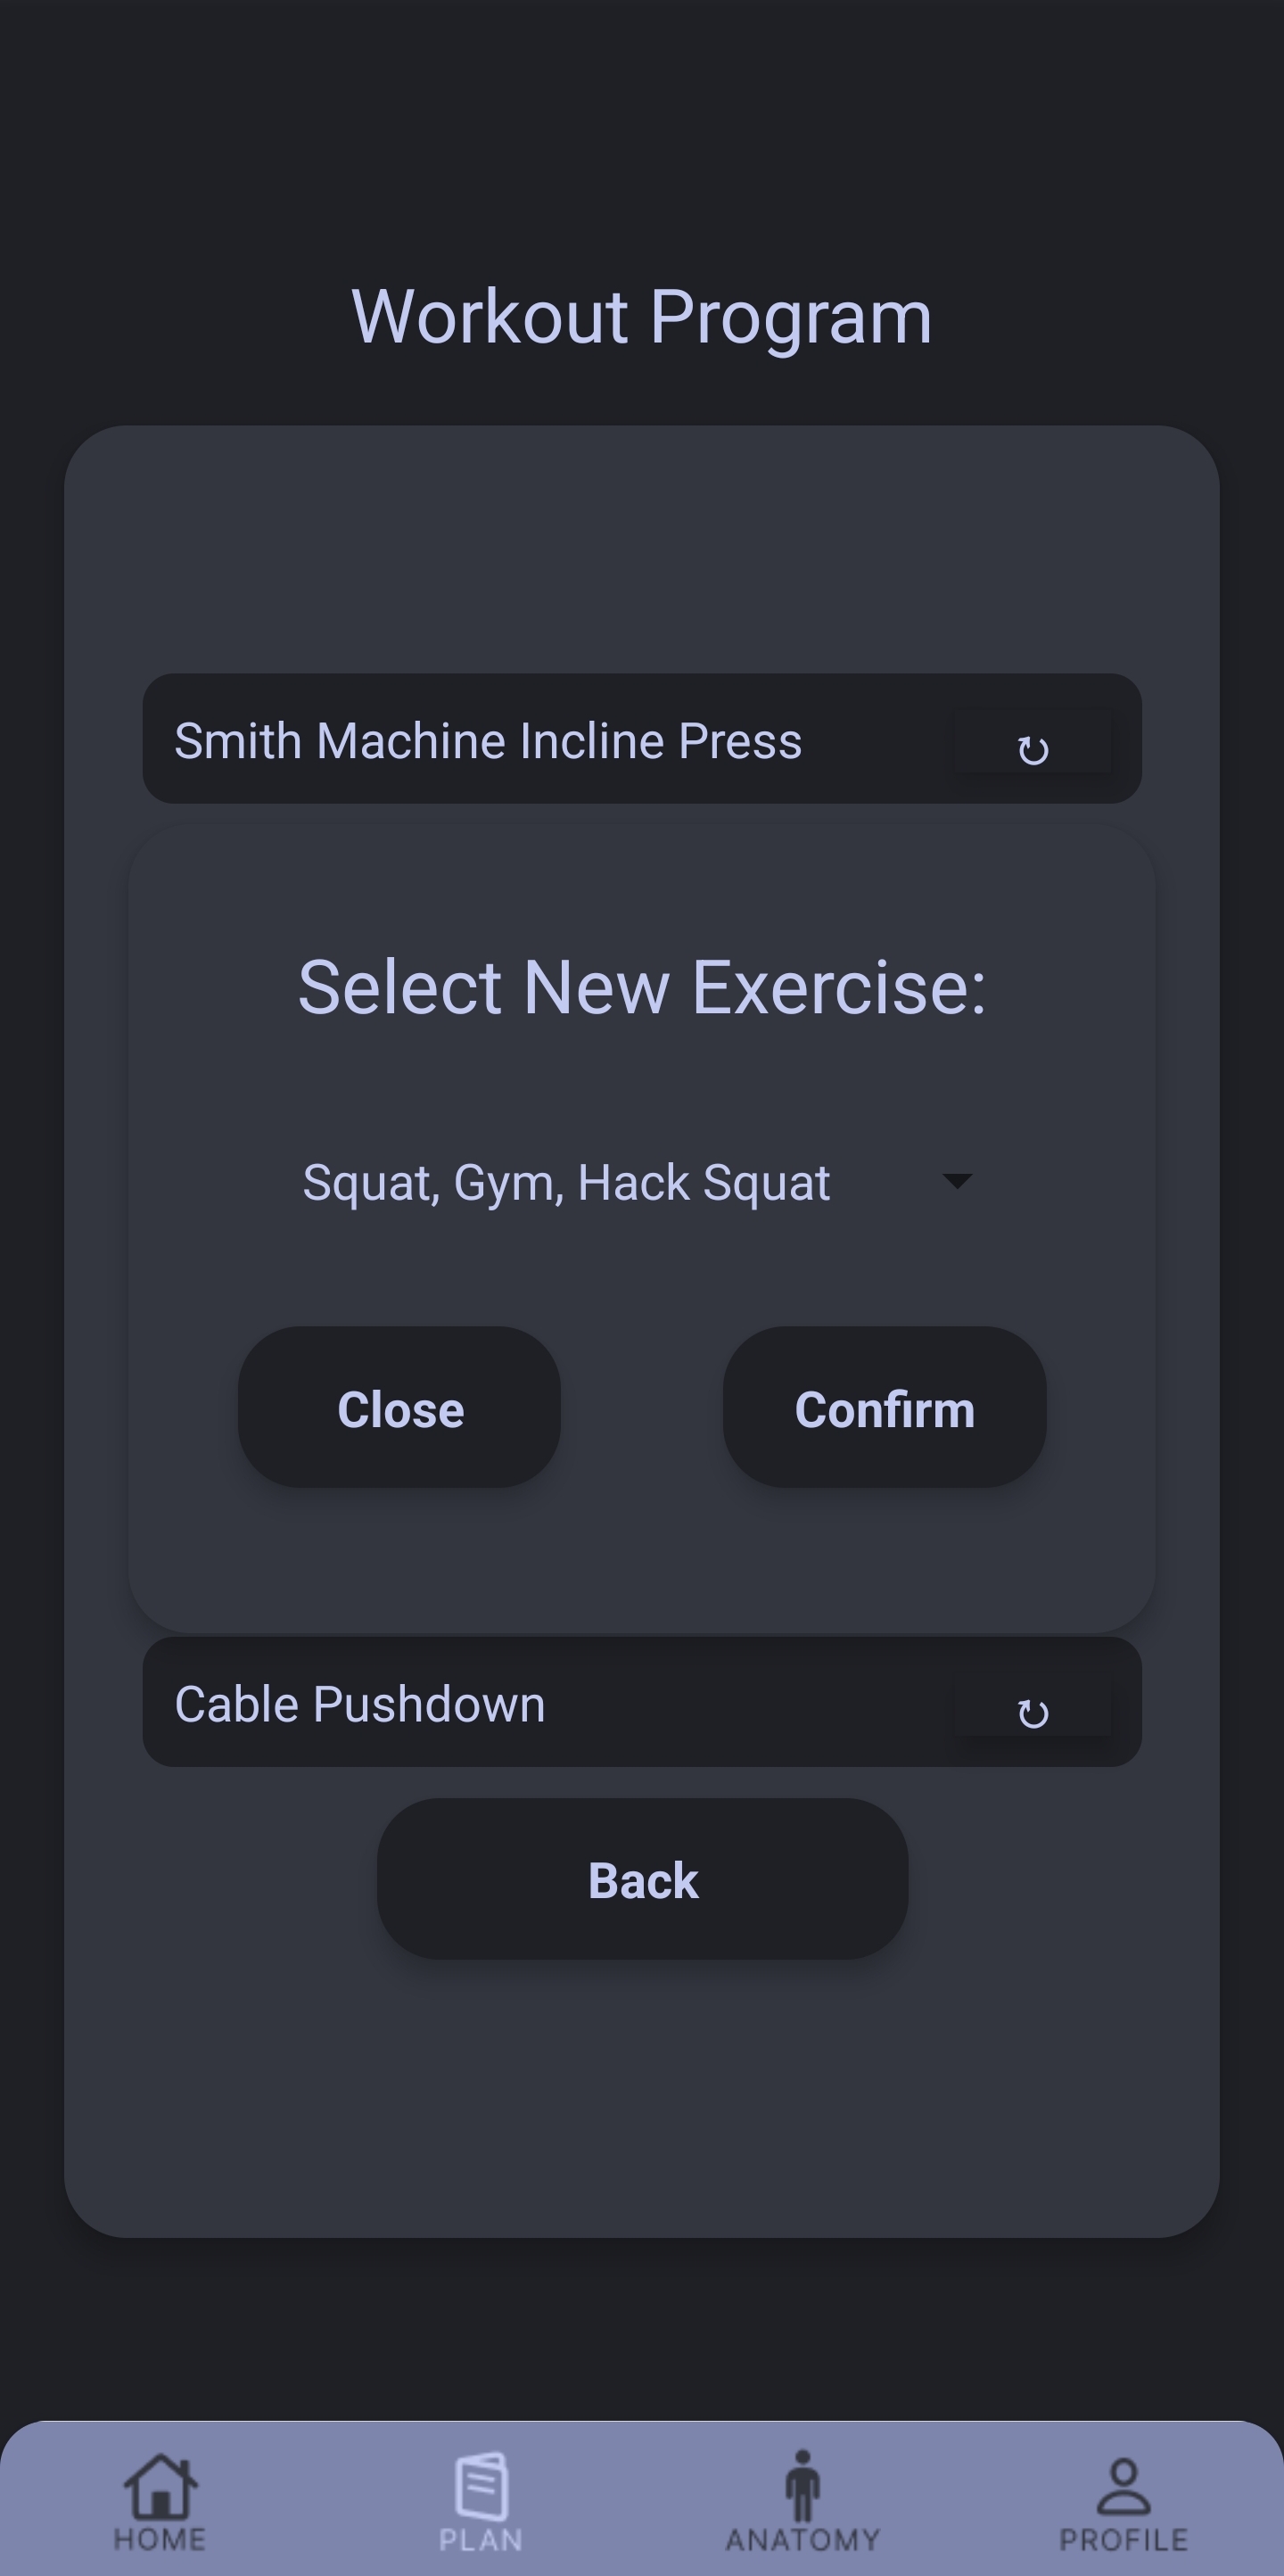 Workout Program
Smith Machine Incline Press ↻
Select New Exercise:
Squat, Gym, Hack Squat
Close Confirm
Cable Pushdown ↻
Back
HOME PLAN ANATOMY PROFILE